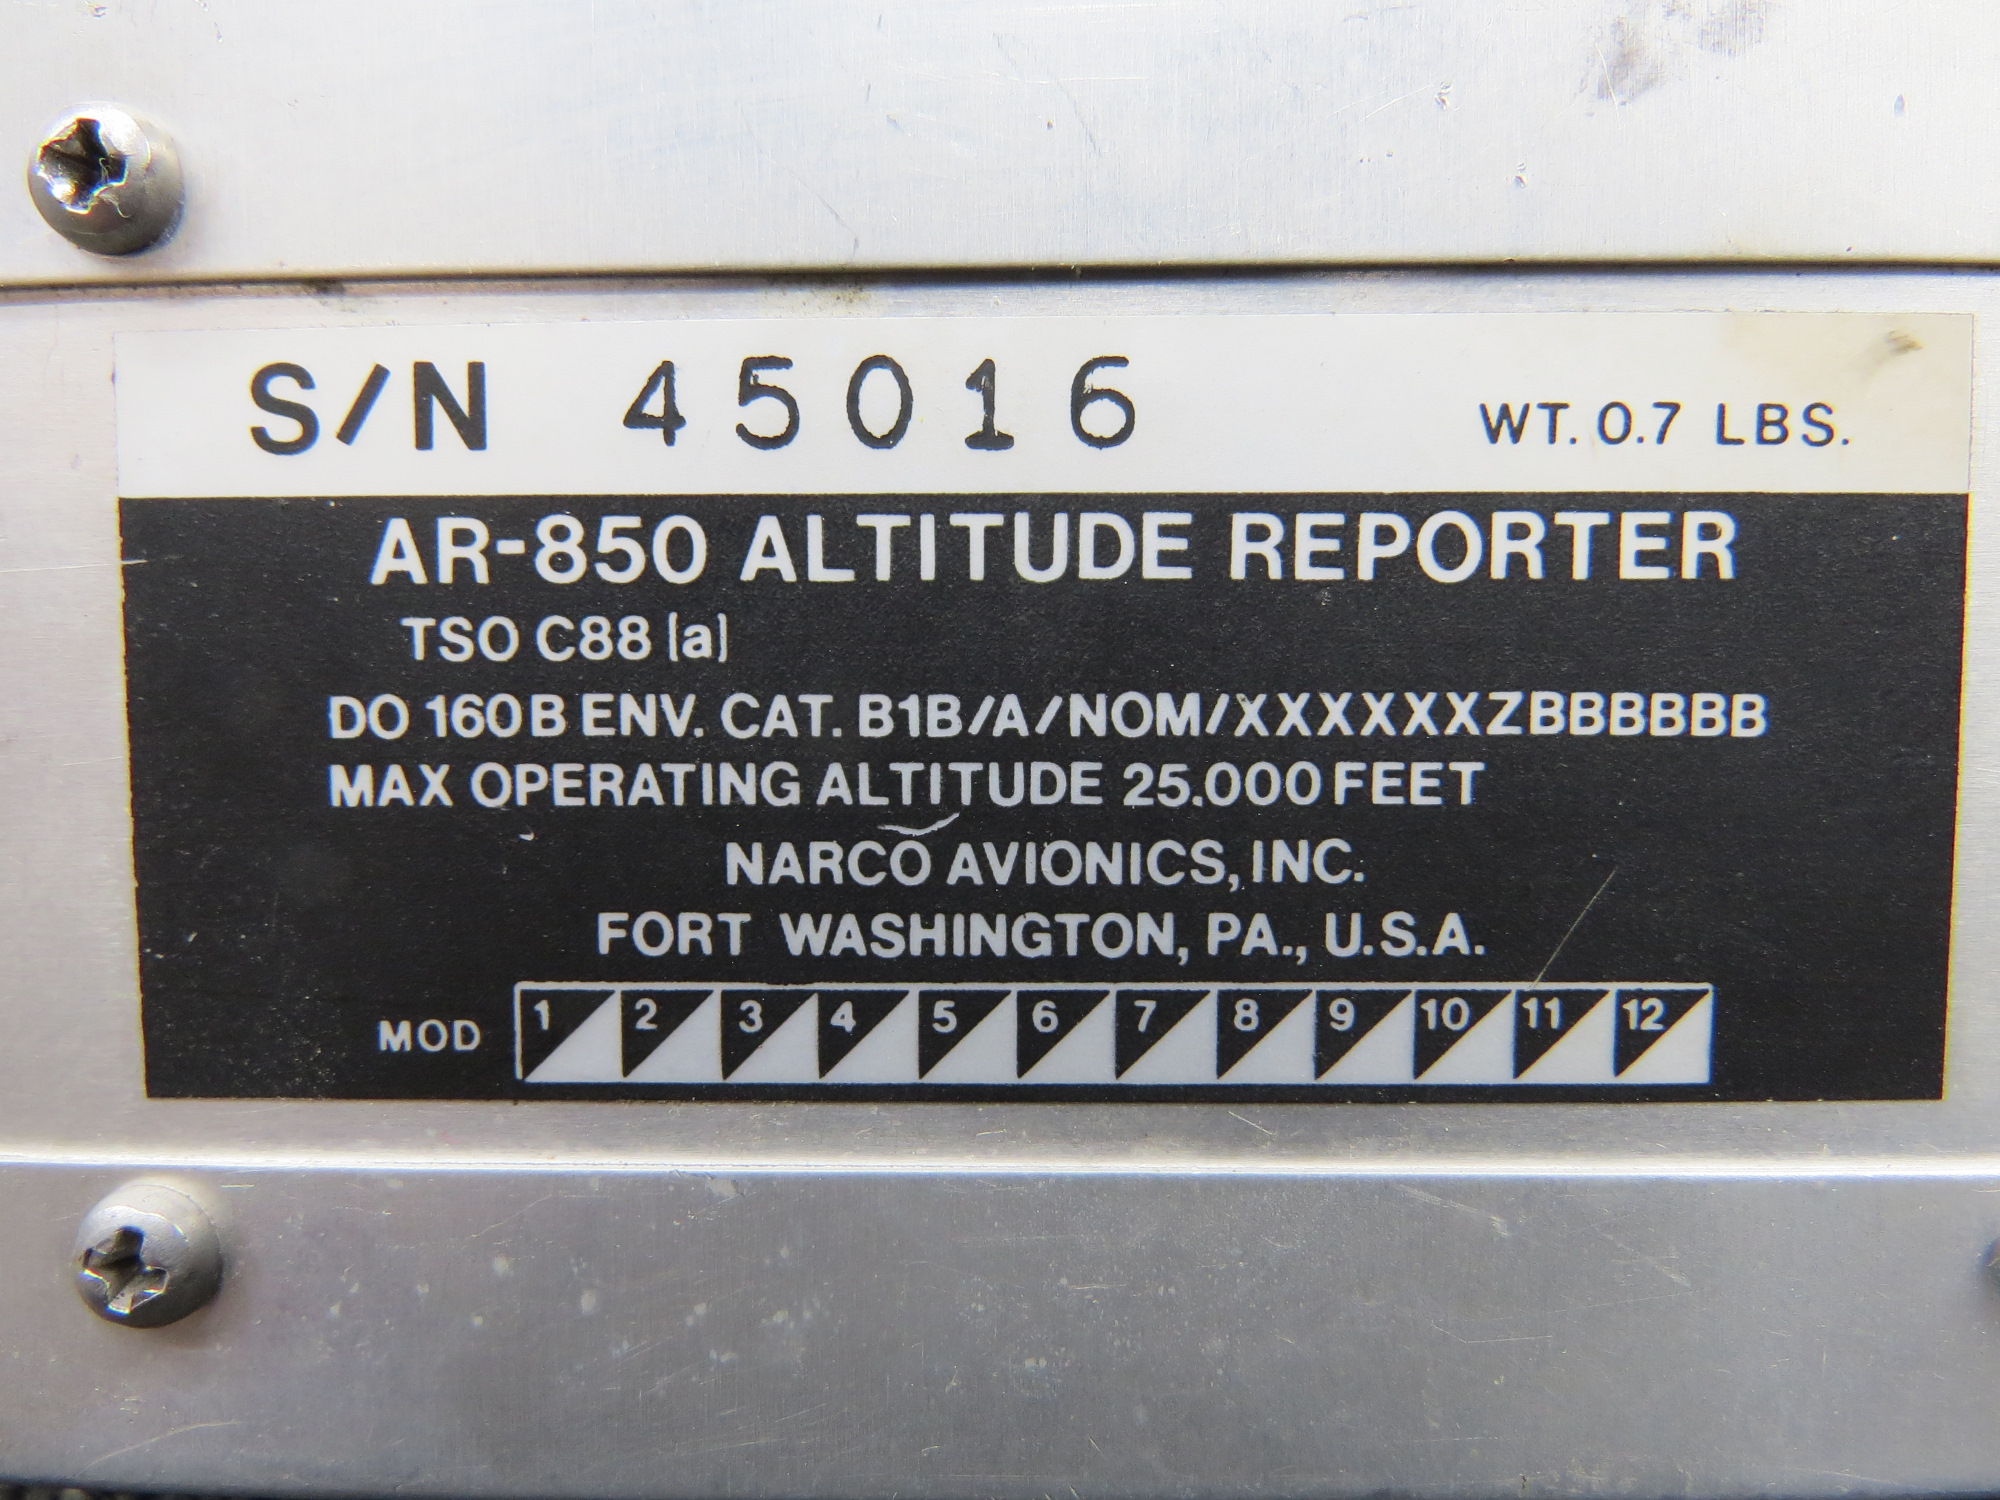 S/N 45016 WT. 0.7 LBS.
AR-850 ALTITUDE REPORTER
TSO C88 (a)
DO 160B ENV. CAT. B1B/A/NOM/XXXXXXZBBBBBB
MAX OPERATING ALTITUDE 25,000 FEET
NARCO AVIONICS, INC.
FORT WASHINGTON, PA., U.S.A.
MOD 1 2 3 4 5 6 7 8 9 10 11 12